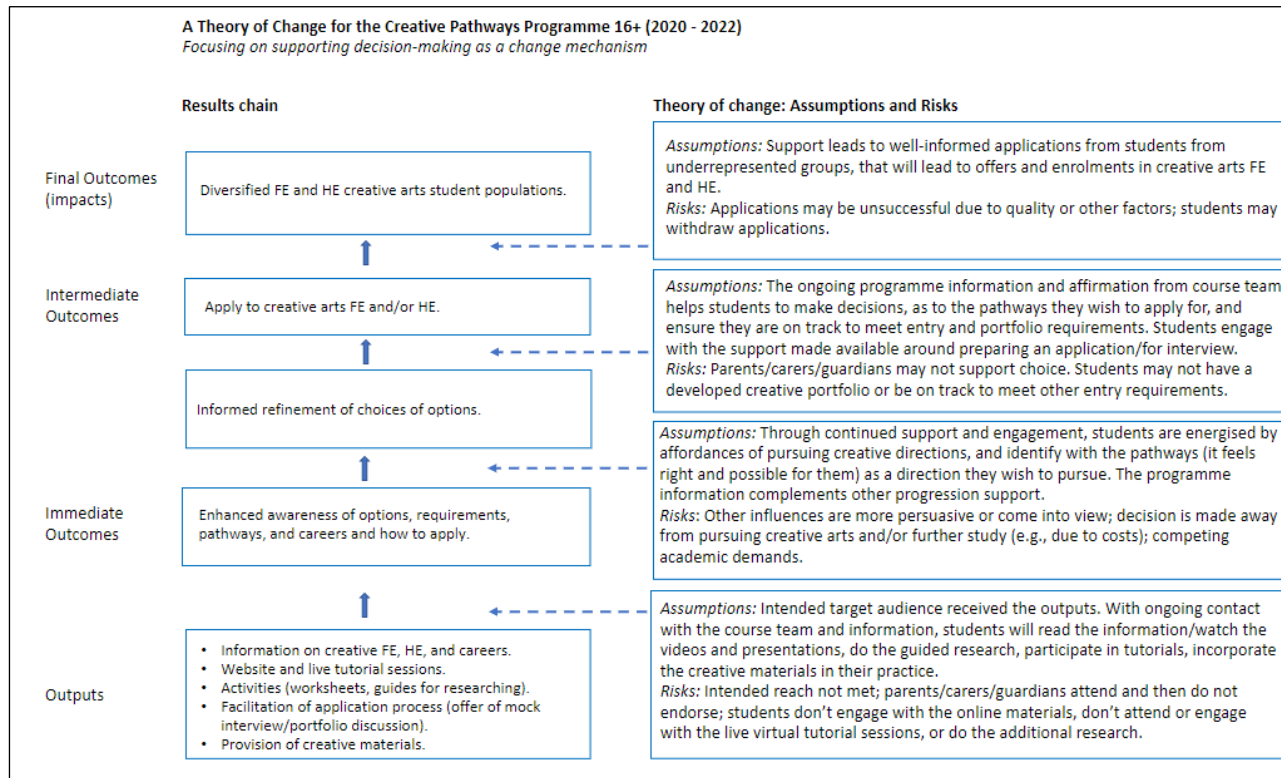 A Theory of Change for the Creative Pathways Programme 16+ (2020 - 2022)
Focusing on supporting decision-making as a change mechanism
Results chain
Theory of change: Assumptions and Risks
Final Outcomes
(impacts)
Diversified FE and HE creative arts student populations.
Assumptions: Support leads to well-informed applications from students from
underrepresented groups, that will lead to offers and enrolments in creative arts FE
and HE.
Risks: Applications may be unsuccessful due to quality or other factors; students may
withdraw applications.
Intermediate
Outcomes
Apply to creative arts FE and/or HE.
Assumptions: The ongoing programme information and affirmation from course team
helps students to make decisions, as to the pathways they wish to apply for, and
ensure they are on track to meet entry and portfolio requirements. Students engage
with the support made available around preparing an application/for interview.
Risks: Parents/carers/guardians may not support choice. Students may not have a
developed creative portfolio or be on track to meet other entry requirements.
Informed refinement of choices of options.
Assumptions: Through continued support and engagement, students are energised by
affordances of pursuing creative directions, and identify with the pathways (it feels
right and possible for them) as a direction they wish to pursue. The programme
information complements other progression support.
Risks: Other influences are more persuasive or come into view; decision is made away
from pursuing creative arts and/or further study (e.g., due to costs); competing
academic demands.
Immediate
Outcomes
Enhanced awareness of options, requirements,
pathways, and careers and how to apply.
Assumptions: Intended target audience received the outputs. With ongoing contact
with the course team and information, students will read the information/watch the
videos and presentations, do the guided research, participate in tutorials, incorporate
the creative materials in their practice.
Risks: Intended reach not met; parents/carers/guardians attend and then do not
endorse; students don't engage with the online materials, don't attend or engage
with the live virtual tutorial sessions, or do the additional research.
Outputs
• Information on creative FE, HE, and careers.
• Website and live tutorial sessions.
• Activities (worksheets, guides for researching).
• Facilitation of application process (offer of mock
interview/portfolio discussion).
• Provision of creative materials.